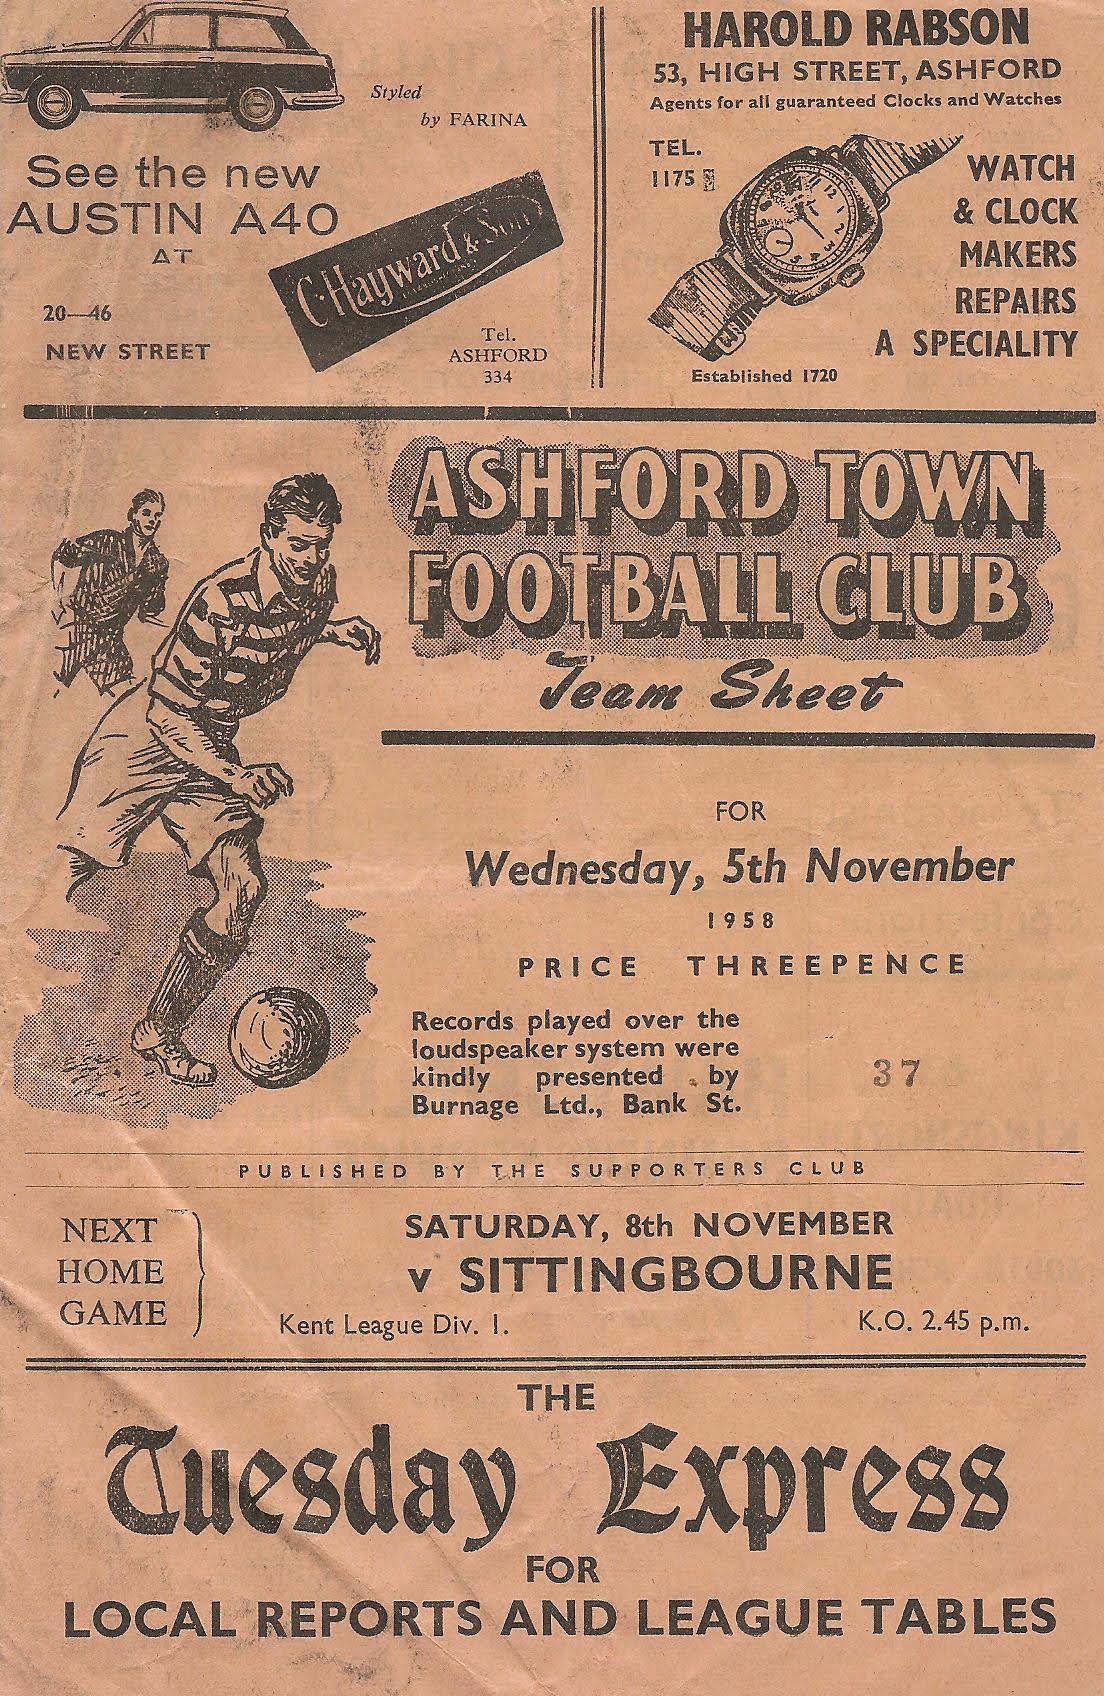 Styled
by FARINA
See the new
AUSTIN A40
AT
C. Hayward & Son
20—46
NEW STREET
Tel.
ASHFORD
334
HAROLD RABSON
53, HIGH STREET, ASHFORD
Agents for all guaranteed Clocks and Watches
TEL.
1175
WATCH
& CLOCK
MAKERS
REPAIRS
A SPECIALITY
Established 1720
ASHFORD TOWN
FOOTBALL CLUB
Team Sheet
FOR
Wednesday, 5th November
1958
PRICE THREEPENCE
Records played over the
loudspeaker system were
kindly presented by
Burnage Ltd., Bank St.
37
PUBLISHED BY THE SUPPORTERS CLUB
NEXT
HOME
GAME
SATURDAY, 8th NOVEMBER
v SITTINGBOURNE
Kent League Div. 1.
K.O. 2.45 p.m.
THE
Tuesday Express
FOR
LOCAL REPORTS AND LEAGUE TABLES